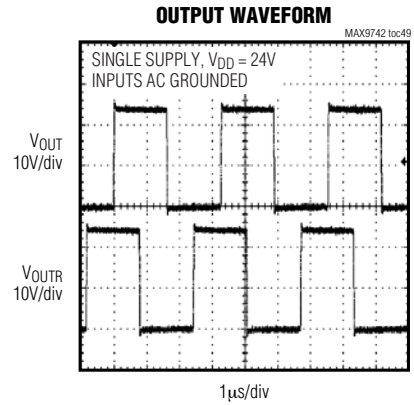 OUTPUT WAVEFORM
MAX9742 toc49
SINGLE SUPPLY, VDD = 24V
INPUTS AC GROUNDED
VOUT
10V/div
VOUTR
10V/div
1µs/div